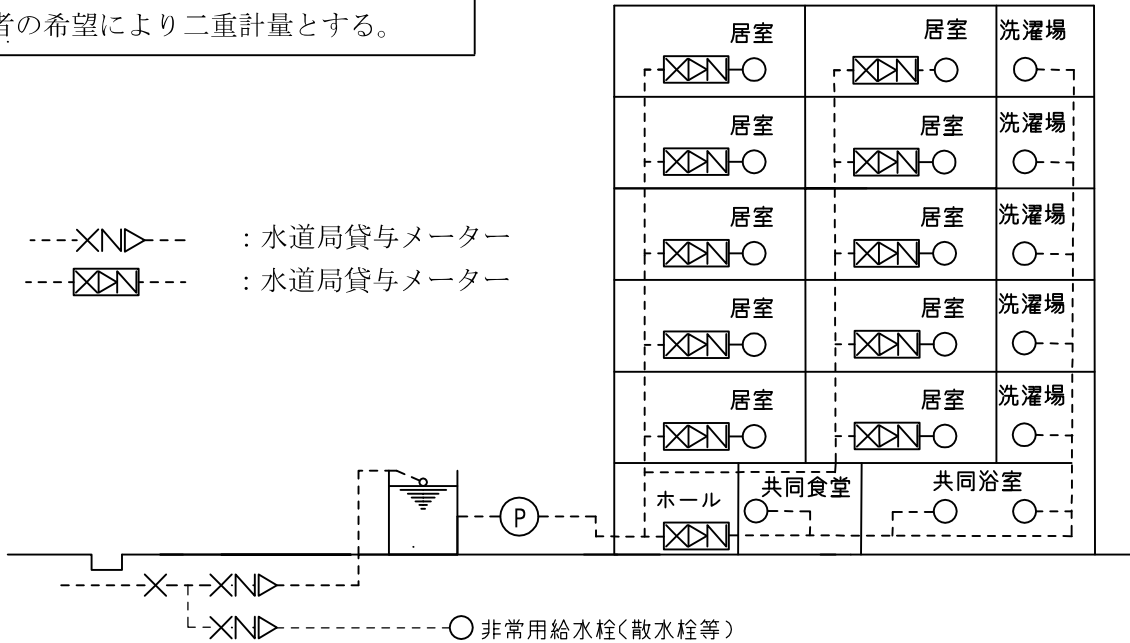 者の希望により二重計量とする。
居室 居室 洗濯場
居室 居室 洗濯場
:水道局貸与メーター
居室 居室 洗濯場
:水道局貸与メーター
居室 居室 洗濯場
居室 居室 洗濯場
ホール 共同食堂 共同浴室
P
非常用給水栓(散水栓等)